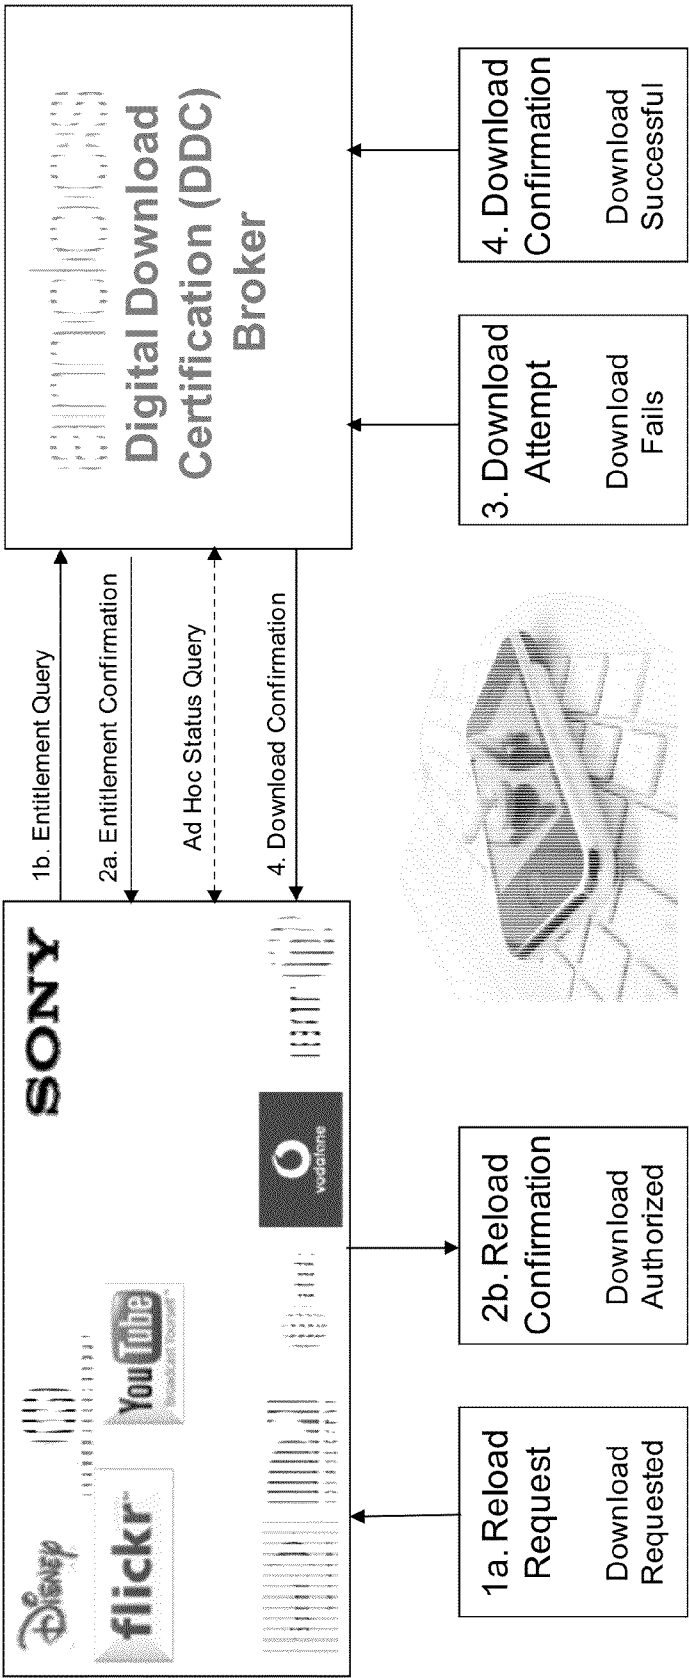 DISNEY
SONY
flickr
YouTube
vodafone
1b. Entitlement Query
2a. Entitlement Confirmation
Ad Hoc Status Query
4. Download Confirmation
Digital Download
Certification (DDC)
Broker
1a. Reload
Request
Download
Requested
2b. Reload
Confirmation
Download
Authorized
3. Download
Attempt
Download
Fails
4. Download
Confirmation
Download
Successful